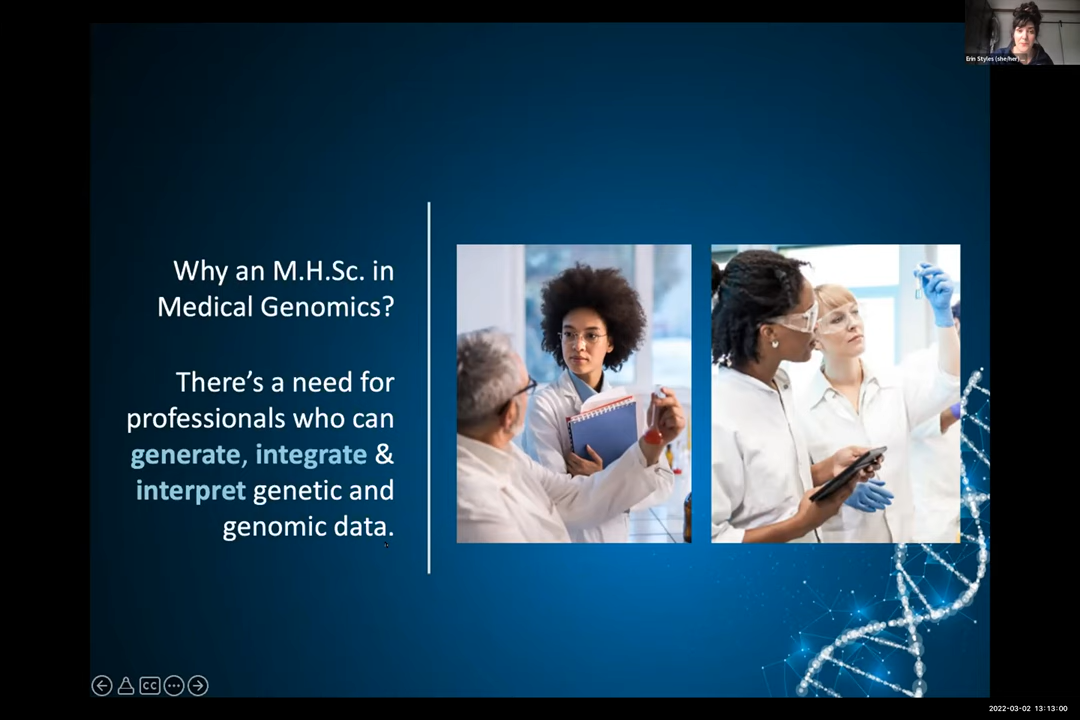 Erin Styles (she/her)
Why an M.H.Sc. in
Medical Genomics?
There's a need for
professionals who can
generate, integrate &
interpret genetic and
genomic data.
CC
2022-03-02 13:13:00